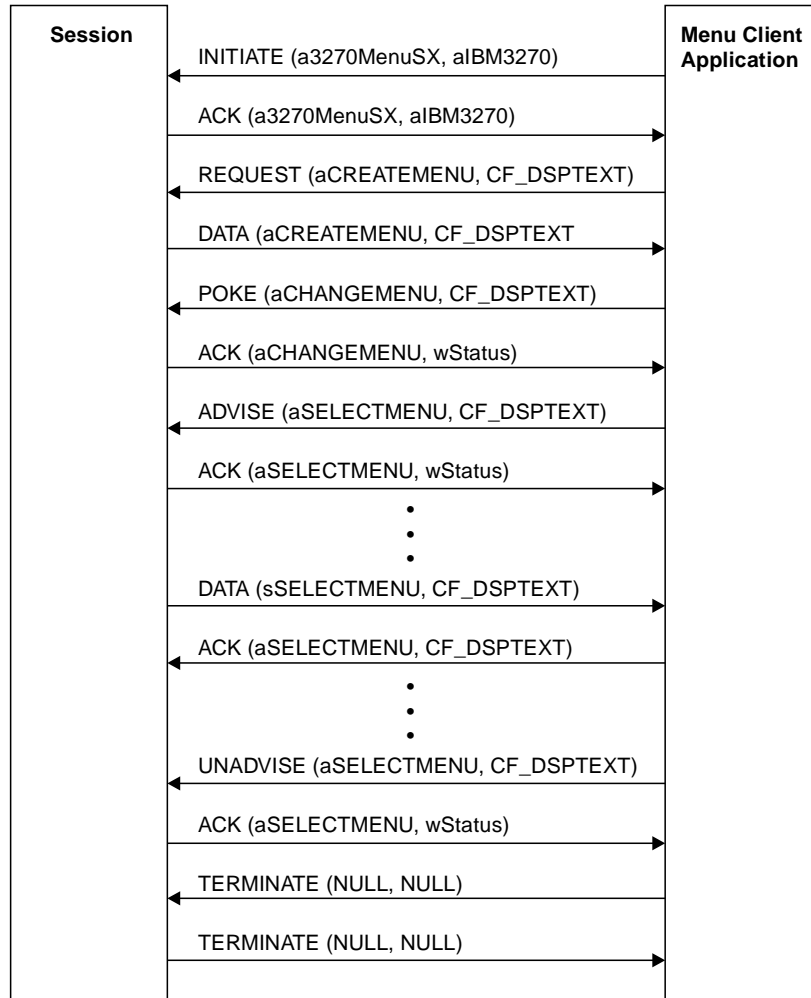 Session
Menu Client
Application
INITIATE (a3270MenuSX, aIBM3270)
ACK (a3270MenuSX, aIBM3270)
REQUEST (aCREATEMENU, CF_DSPTEXT)
DATA (aCREATEMENU, CF_DSPTEXT
POKE (aCHANGEMENU, CF_DSPTEXT)
ACK (aCHANGEMENU, wStatus)
ADVISE (aSELECTMENU, CF_DSPTEXT)
ACK (aSELECTMENU, wStatus)
DATA (sSELECTMENU, CF_DSPTEXT)
ACK (aSELECTMENU, CF_DSPTEXT)
UNADVISE (aSELECTMENU, CF_DSPTEXT)
ACK (aSELECTMENU, wStatus)
TERMINATE (NULL, NULL)
TERMINATE (NULL, NULL)